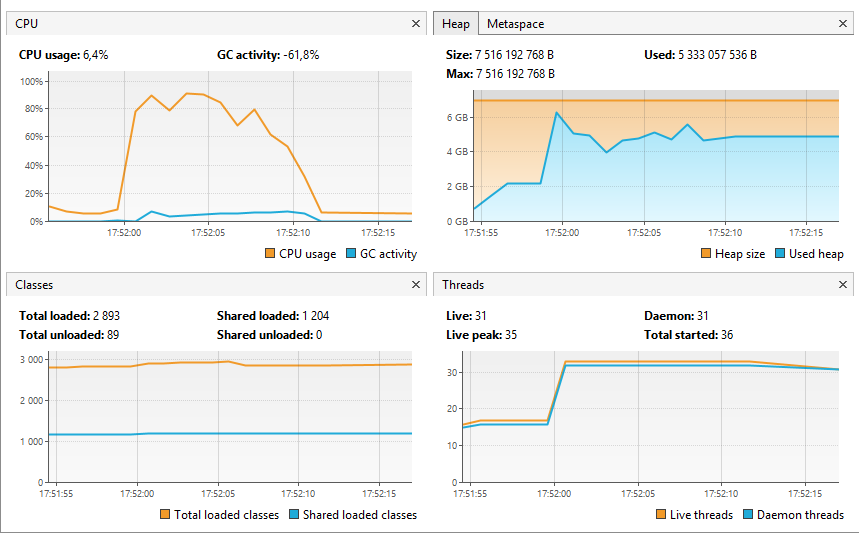 CPU
CPU usage: 6,4% GC activity: -61,8%
100%
80%
60%
40%
20%
0%
17:52:00 17:52:05 17:52:10 17:52:15
CPU usage GC activity
Heap Metaspace
Size: 7 516 192 768 B Used: 5 333 057 536 B
Max: 7 516 192 768 B
6 GB
4 GB
2 GB
0 GB
17:51:55 17:52:00 17:52:05 17:52:10 17:52:15
Heap size Used heap
Classes
Total loaded: 2 893 Shared loaded: 1 204
Total unloaded: 89 Shared unloaded: 0
3 000
2 000
1 000
0
17:51:55 17:52:00 17:52:05 17:52:10 17:52:15
Total loaded classes Shared loaded classes
Threads
Live: 31 Daemon: 31
Live peak: 35 Total started: 36
30
20
10
0
17:51:55 17:52:00 17:52:05 17:52:10 17:52:15
Live threads Daemon threads